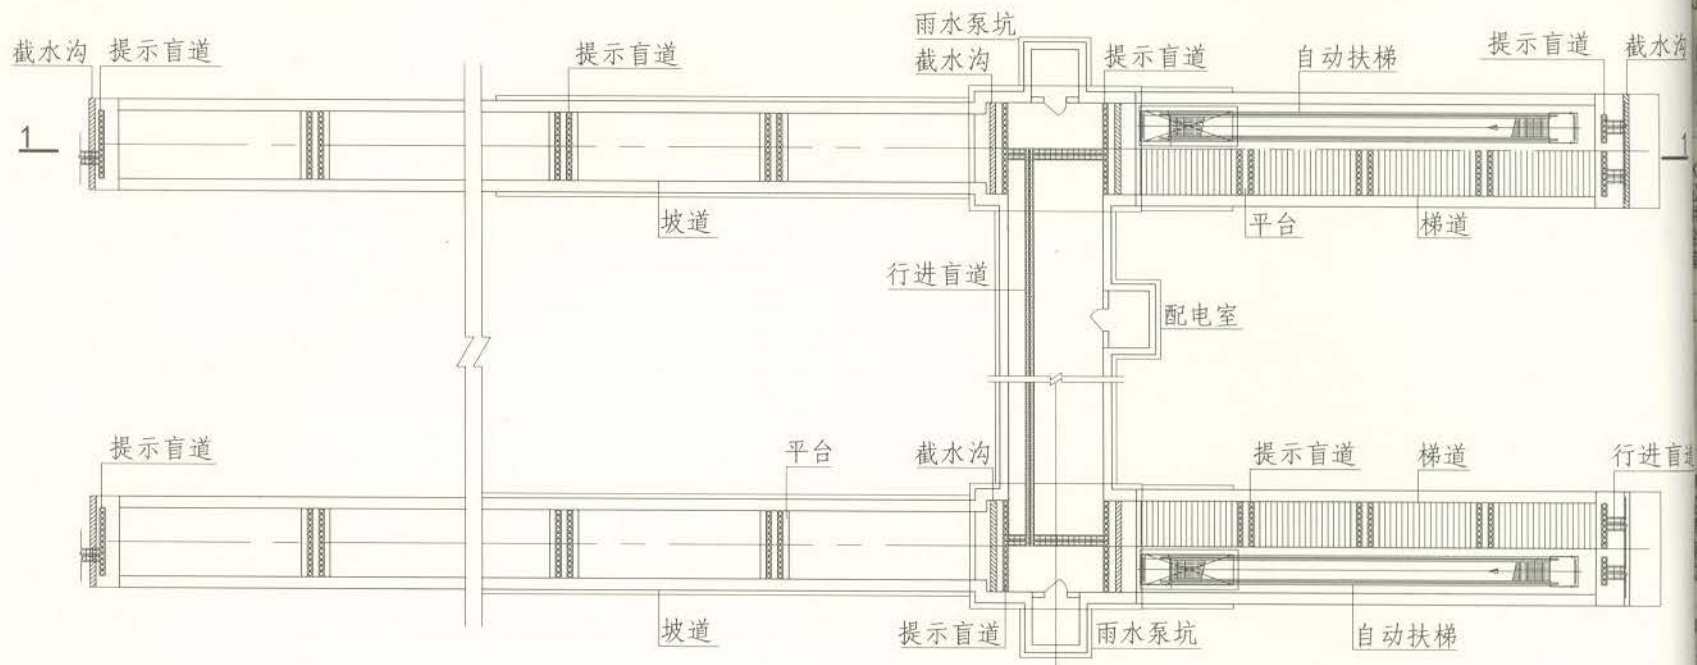 雨水泵坑
截水沟 提示盲道 提示盲道 截水沟 提示盲道 自动扶梯 提示盲道 截水沟
1 1
坡道 平台 梯道
行进盲道
配电室
提示盲道 平台 截水沟 提示盲道 梯道 行进盲道
坡道 提示盲道 雨水泵坑 自动扶梯